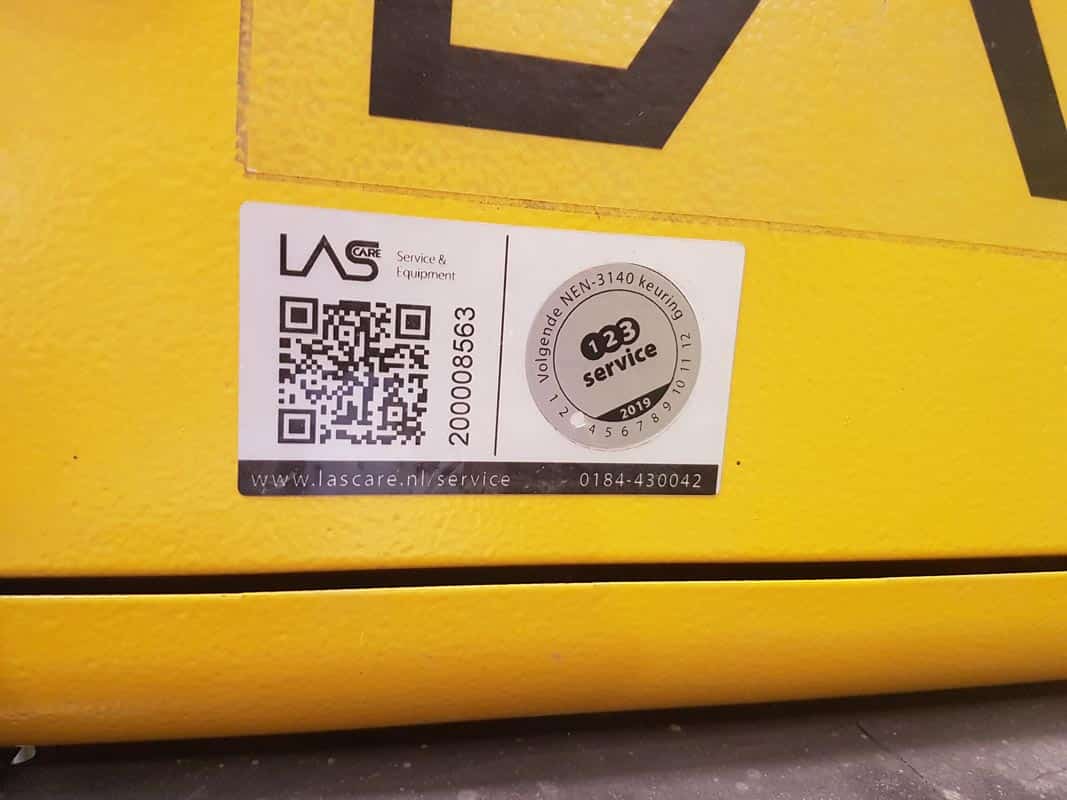 LAS CARE
Service &
Equipment
200008563
Volgende NEN-3140 keuring
123
service
2019
1 2 4 5 6 7 8 9 10 11 12
www.lascare.nl/service
0184-430042